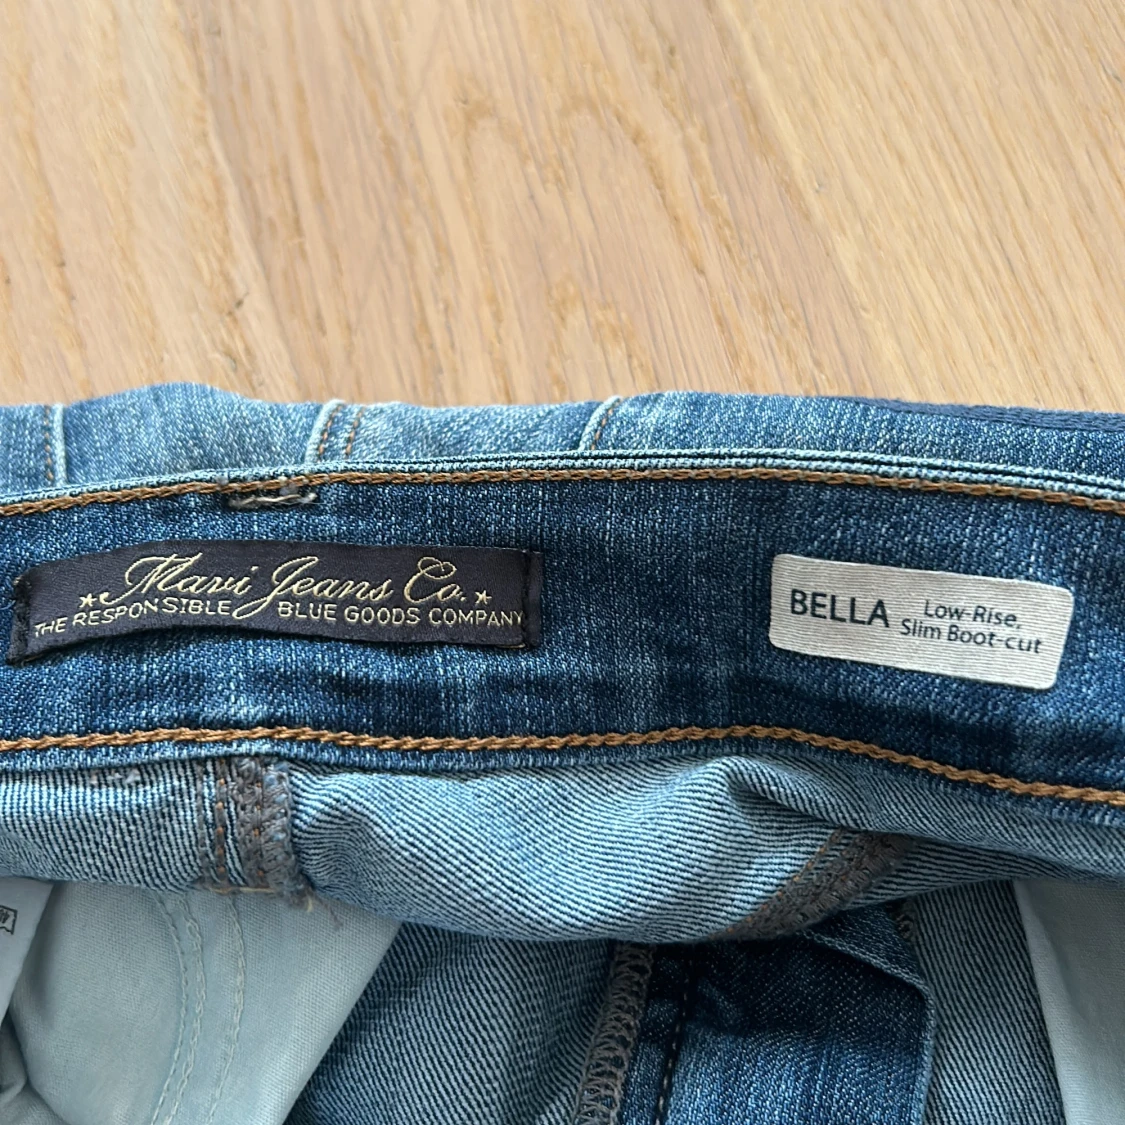 Mavi Jeans Co.
THE RESPONSIBLE BLUE GOODS COMPANY
BELLA
Low-Rise,
Slim Boot-cut